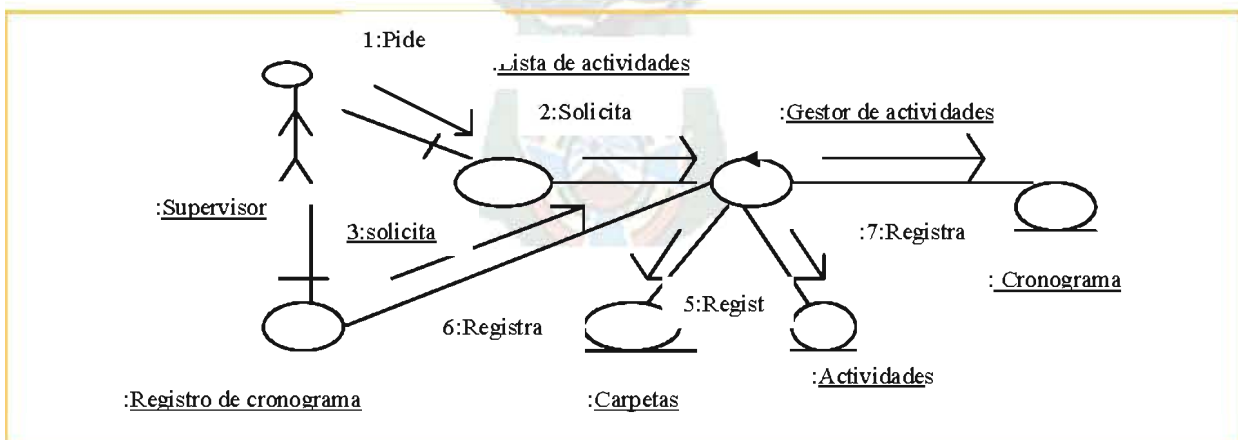 1:Pide
:Lista de actividades
2:Solicita
:Gestor de actividades
:Supervisor
3:solicita
:7:Registra
: Cronograma
5:Regist
6:Registra
:Actividades
:Registro de cronograma
:Carpetas